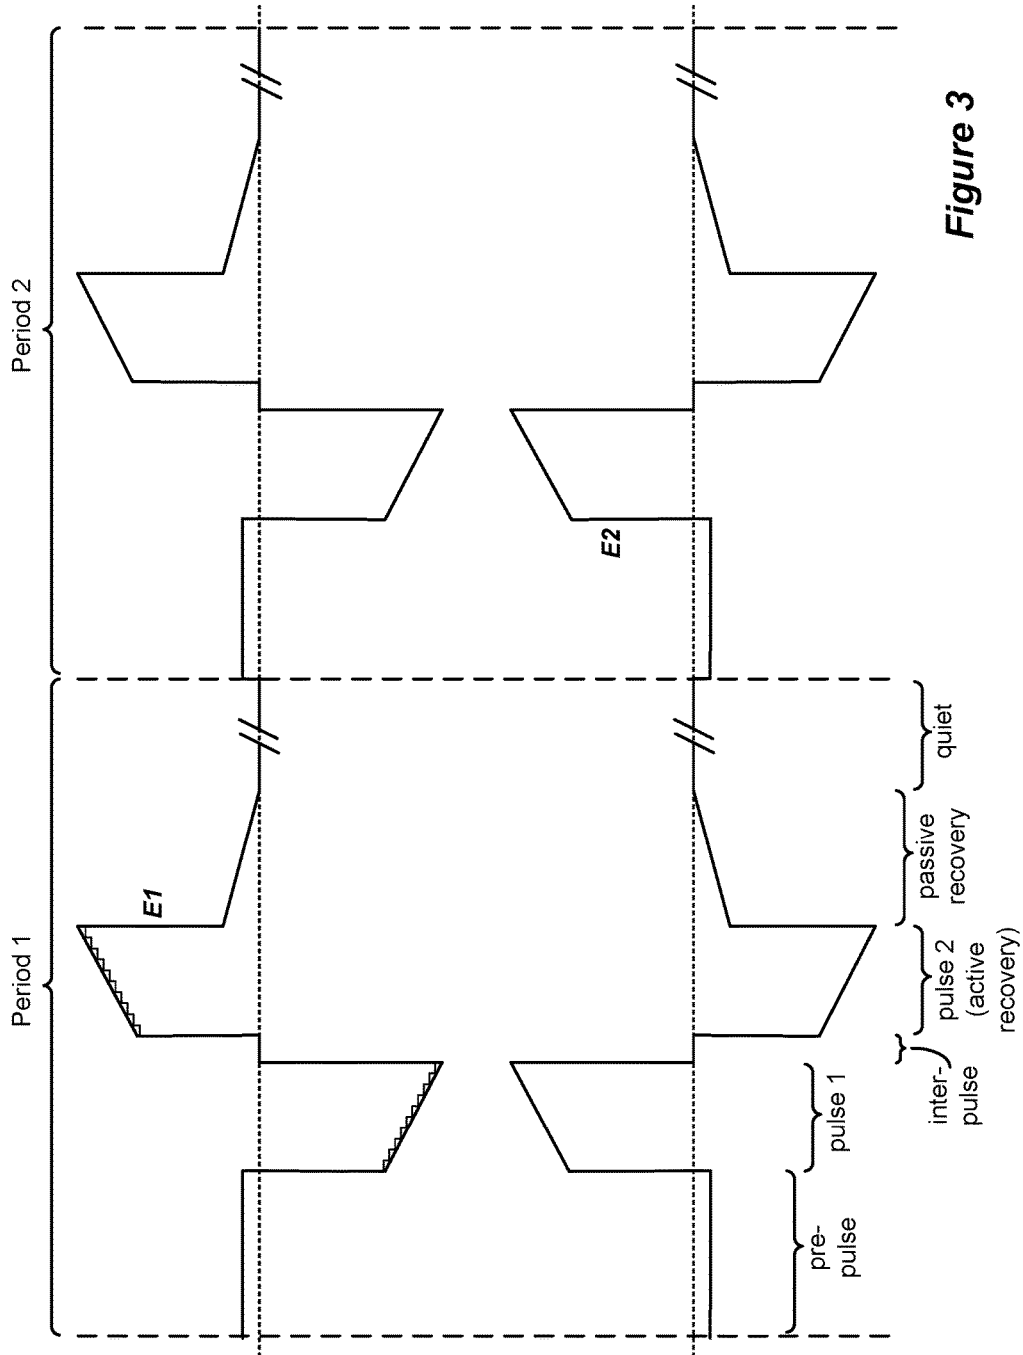 Period 1
Period 2
E1
E2
pre-
pulse
pulse 1
inter-
pulse
pulse 2
(active
recovery)
passive
recovery
quiet
Figure 3